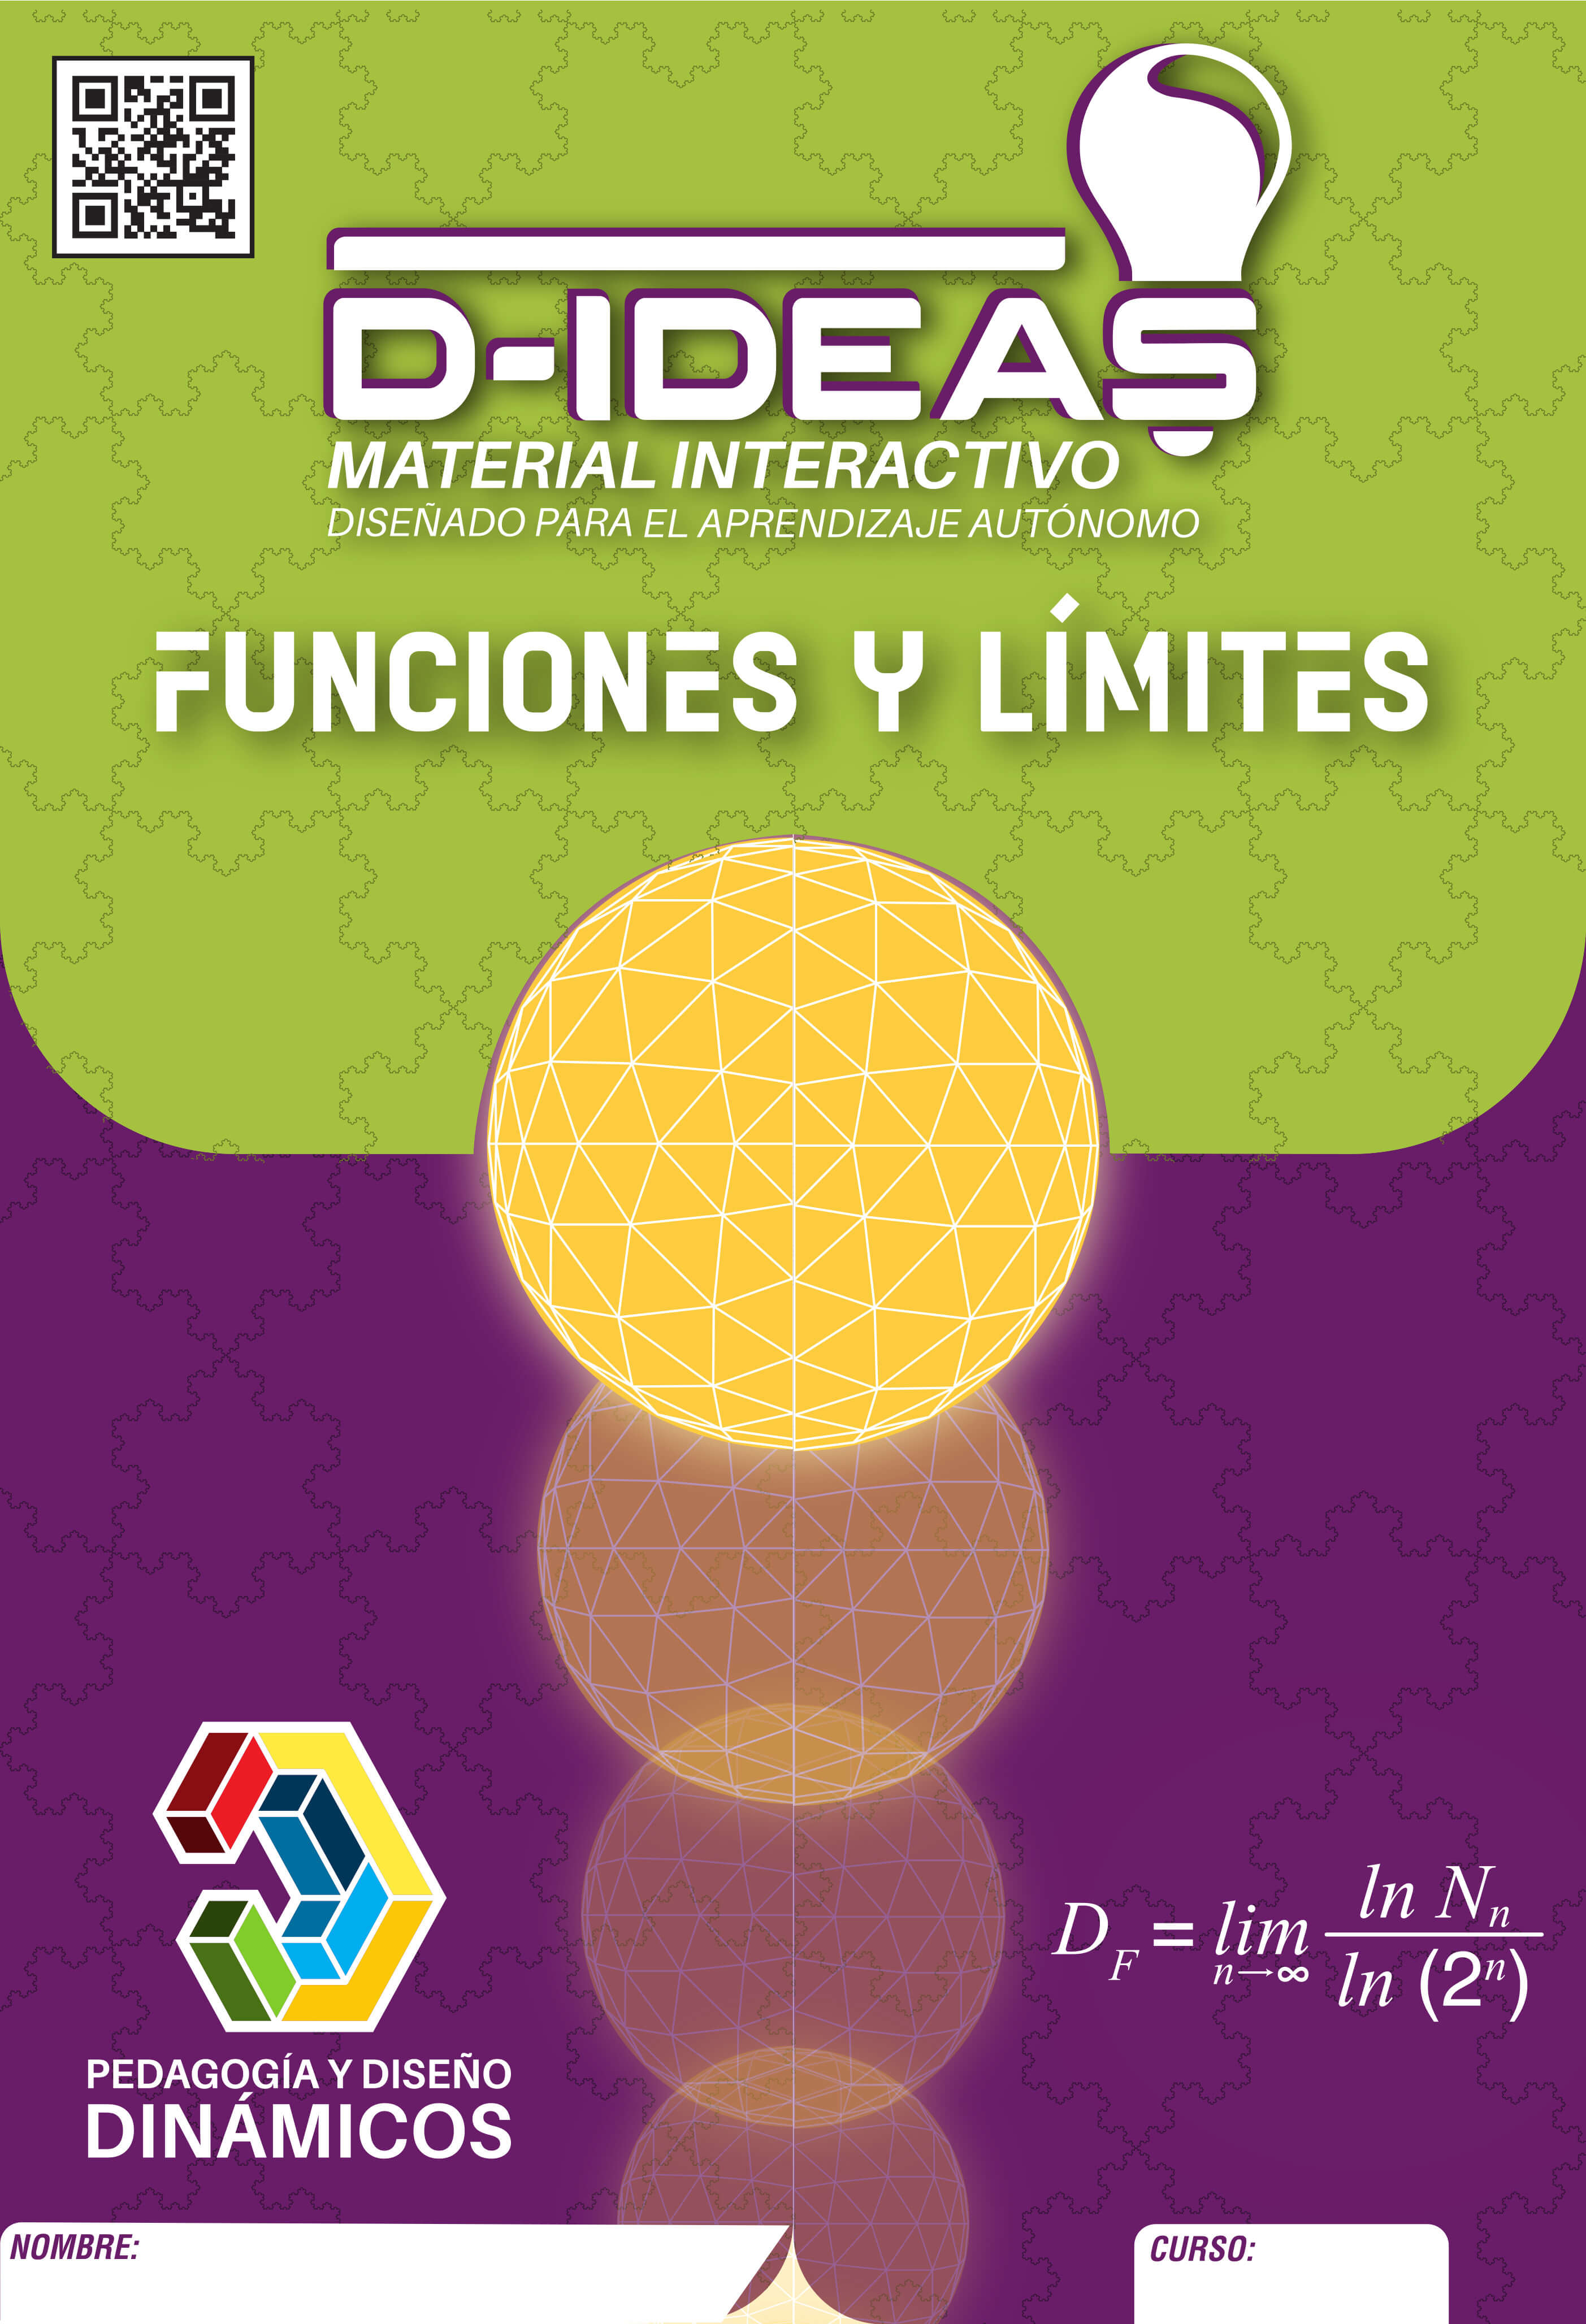 D-IDEAS
MATERIAL INTERACTIVO
DISEÑADO PARA EL APRENDIZAJE AUTÓNOMO
FUNCIONES Y LÍMITES
D_F = lim_{n→∞} ln N_n / ln (2^n)
PEDAGOGÍA Y DISEÑO
DINÁMICOS
NOMBRE:
CURSO: